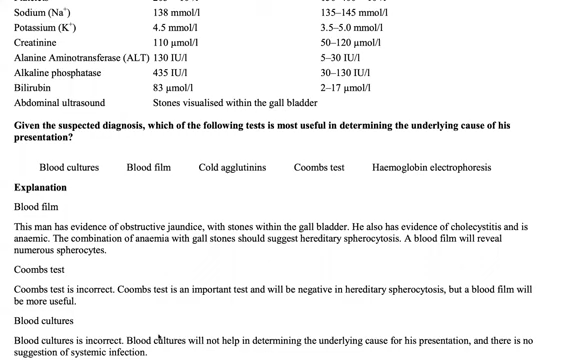 Sodium (Na+) 138 mmol/l 135–145 mmol/l
Potassium (K+) 4.5 mmol/l 3.5–5.0 mmol/l
Creatinine 110 µmol/l 50–120 µmol/l
Alanine Aminotransferase (ALT) 130 IU/l 5–30 IU/l
Alkaline phosphatase 435 IU/l 30–130 IU/l
Bilirubin 83 µmol/l 2–17 µmol/l
Abdominal ultrasound Stones visualised within the gall bladder
Given the suspected diagnosis, which of the following tests is most useful in determining the underlying cause of his
presentation?
Blood cultures Blood film Cold agglutinins Coombs test Haemoglobin electrophoresis
Explanation
Blood film
This man has evidence of obstructive jaundice, with stones within the gall bladder. He also has evidence of cholecystitis and is
anaemic. The combination of anaemia with gall stones should suggest hereditary spherocytosis. A blood film will reveal
numerous spherocytes.
Coombs test
Coombs test is incorrect. Coombs test is an important test and will be negative in hereditary spherocytosis, but a blood film will
be more useful.
Blood cultures
Blood cultures is incorrect. Blood cultures will not help in determining the underlying cause for his presentation, and there is no
suggestion of systemic infection.